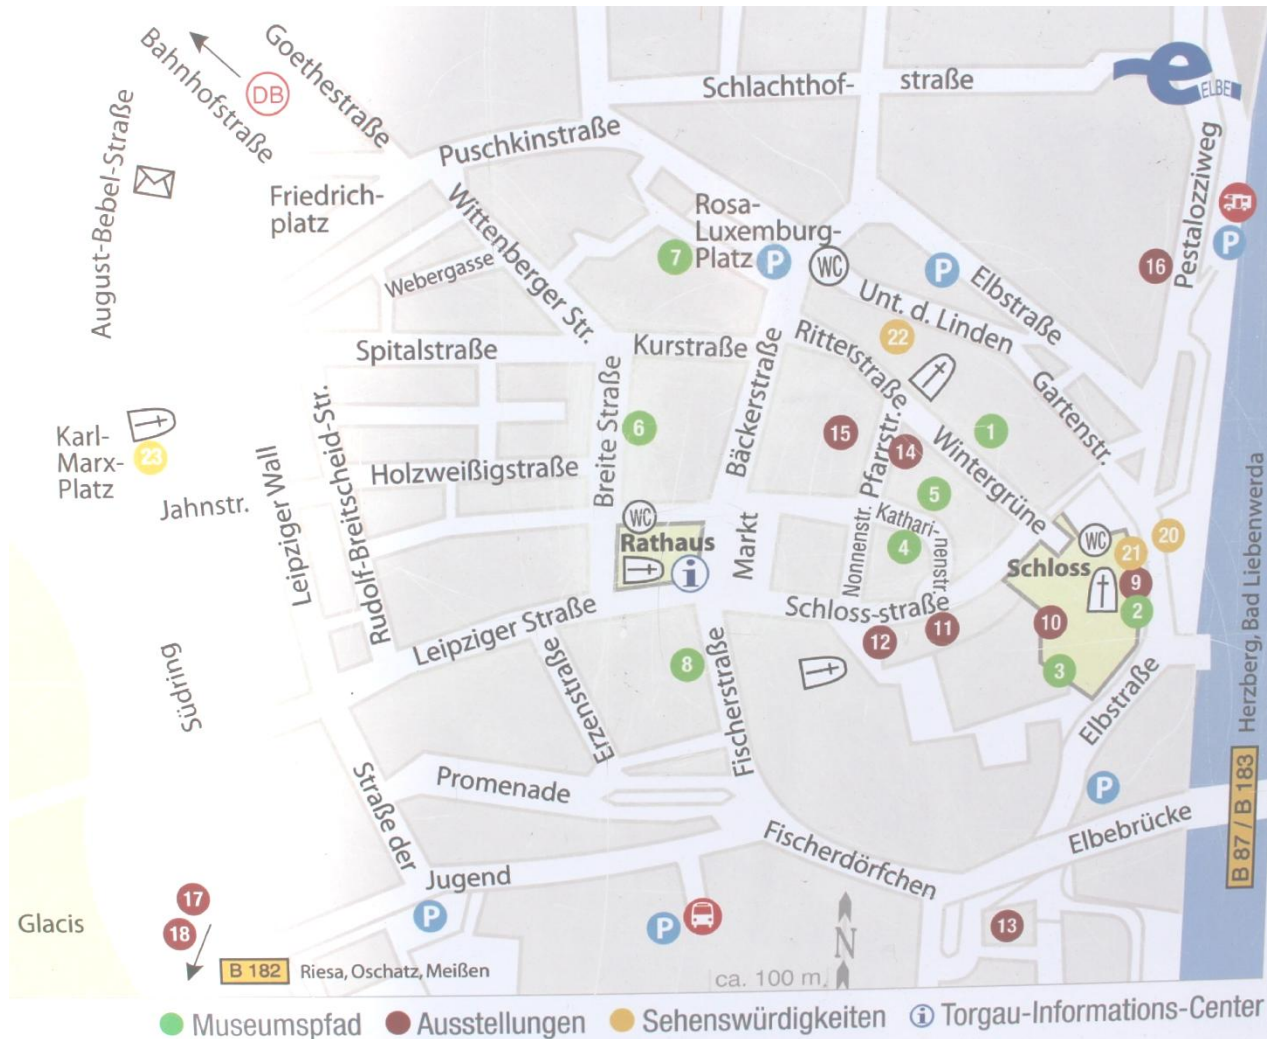 Bahnhofstraße
DB
Goethestraße
August-Bebel-Straße
Schlachthof-
straße
e
ELBE
Puschkinstraße
Pestalozziweg
Friedrich-
platz
Wittenberger Str.
Rosa-
Luxemburg-
Platz
7
P
WC
P
P
16
Webergasse
Elbstraße
Unt. d. Linden
22
Spitalstraße
Kurstraße
Ritterstraße
Bäckerstraße
Breite Straße
Gartenstr.
Karl-
Marx-
Platz
23
Jahnstr.
Leipziger Wall
Rudolf-Breitscheid-Str.
6
15
14
1
Pfarrstr.
Wintergrüne
Holzweißigstraße
5
WC
Rathaus
i
Markt
Nonnenstr.
Kathari-
nenstr.
4
Schloss
WC
21
20
9
2
10
3
Schloss-straße
12
11
Leipziger Straße
Südring
Erzenstraße
8
Fischerstraße
Elbstraße
Herzberg, Bad Liebenwerda
B 87 / B 183
Promenade
Straße der
Jugend
P
Elbebrücke
Fischerdörfchen
17
18
Glacis
P
P
13
N
B 182
Riesa, Oschatz, Meißen
ca. 100 m
Museumspfad
Ausstellungen
Sehenswürdigkeiten
i Torgau-Informations-Center